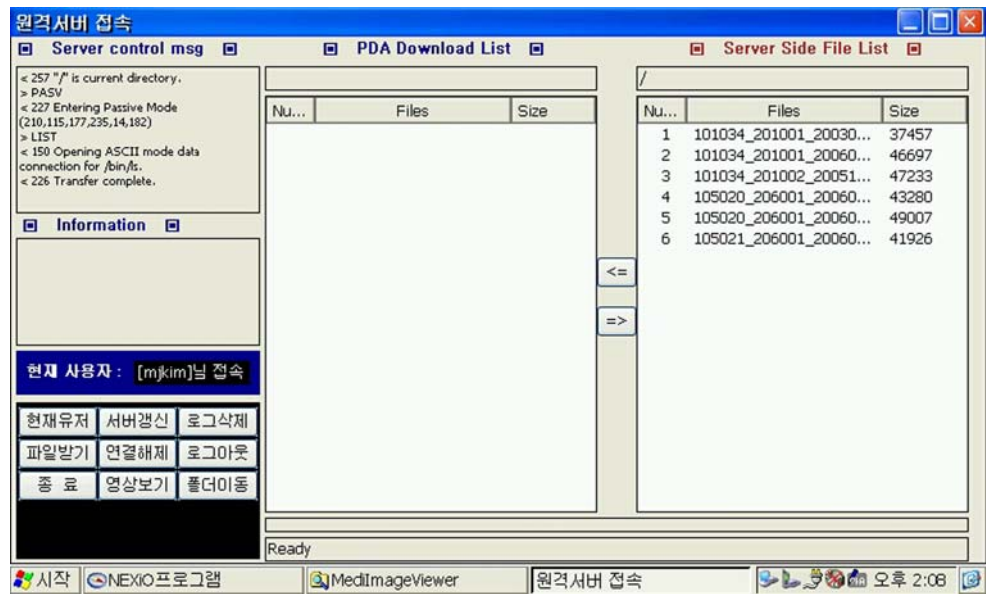 원격서버 접속
Server control msg
PDA Download List
Server Side File List
< 257 "/" is current directory.
> PASV
< 227 Entering Passive Mode
(210,115,177,235,14,182)
> LIST
< 150 Opening ASCII mode data
connection for /bin/ls.
< 226 Transfer complete.
Information
현재 사용자 : [mjkim]님 접속
현재유저 서버갱신 로그삭제
파일받기 연결해제 로그아웃
종 료 영상보기 폴더이동
Nu... Files Size
<=
=>
/
Nu... Files Size
1 101034_201001_20030... 37457
2 101034_201001_20060... 46697
3 101034_201002_20051... 47233
4 105020_206001_20060... 43280
5 105020_206001_20060... 49007
6 105021_206001_20060... 41926
Ready
시작 NEXiO프로그램 MediImageViewer 원격서버 접속 오후 2:08